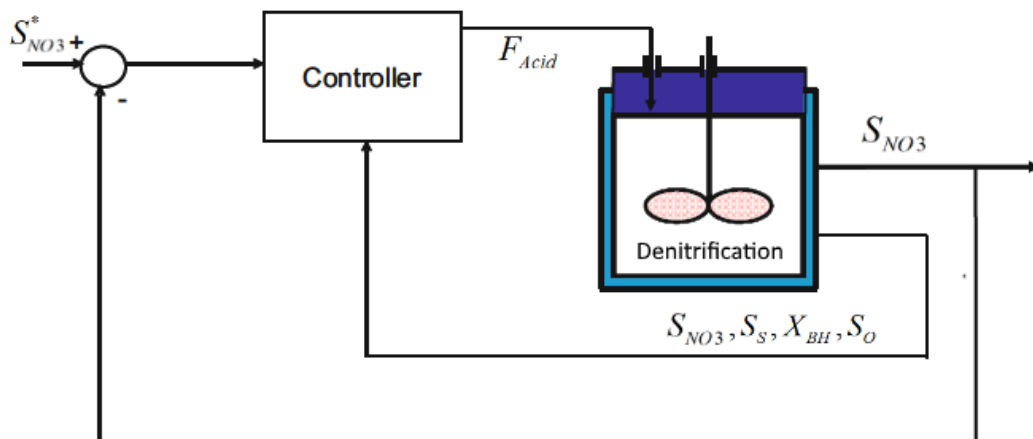 S*NO3 +
-
Controller
FAcid
SNO3
Denitrification
SNO3, SS, XBH, SO